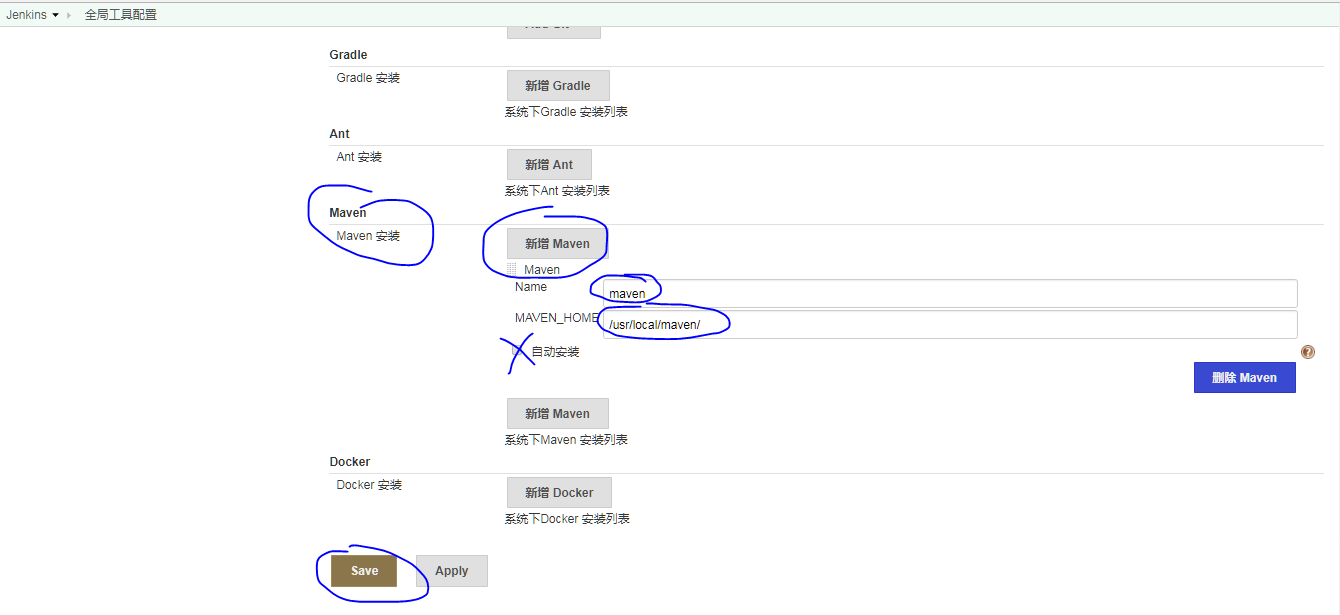 Jenkins 全局工具配置
Gradle
Gradle 安装
新增 Gradle
系统下Gradle 安装列表
Ant
Ant 安装
新增 Ant
系统下Ant 安装列表
Maven
Maven 安装
新增 Maven
Maven
Name
maven
MAVEN_HOME
/usr/local/maven/
自动安装
删除 Maven
新增 Maven
系统下Maven 安装列表
Docker
Docker 安装
新增 Docker
系统下Docker 安装列表
Save Apply